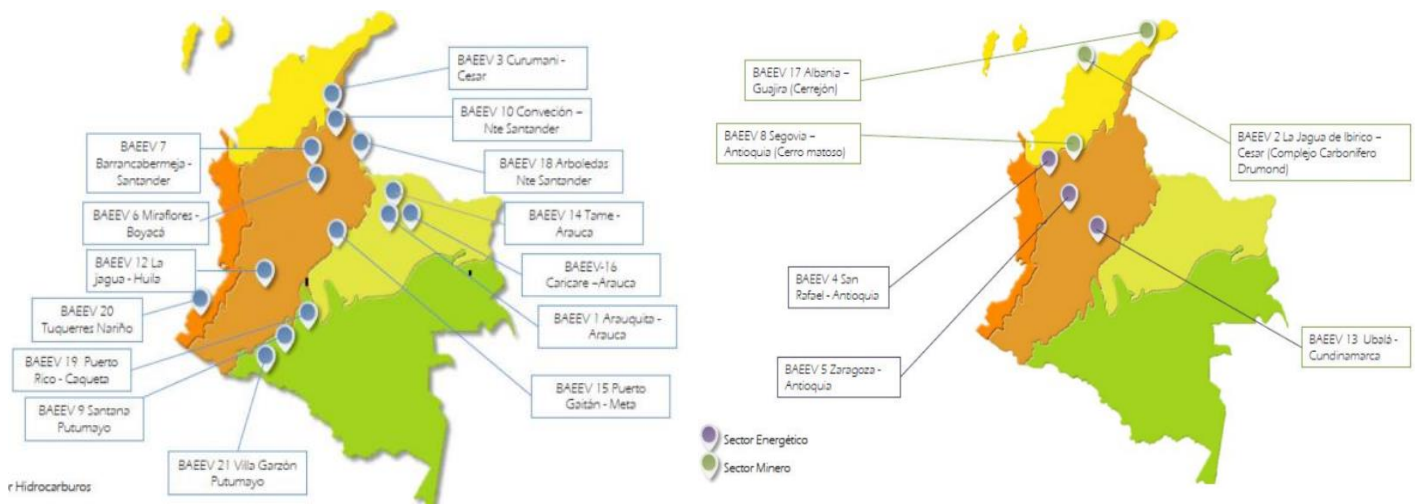 BAEEV 3 Curumani -
Cesar
BAEEV 10 Conveción –
Nte Santander
BAEEV 7
Barrancabermeja -
Santander
BAEEV 18 Arboledas
Nte Santander
BAEEV 6 Miraflores -
Boyacá
BAEEV 14 Tame -
Arauca
BAEEV 12 La
jagua - Huila
BAEEV-16
Caricare –Arauca
BAEEV 20
Tuquerres Nariño
BAEEV 1 Arauquita -
Arauca
BAEEV 19 Puerto
Rico - Caqueta
BAEEV 15 Puerto
Gaitán - Meta
BAEEV 9 Santana
Putumayo
BAEEV 21 Villa Garzón
Putumayo
r Hidrocarburos
BAEEV 17 Albania –
Guajira (Cerrejón)
BAEEV 8 Segovia –
Antioquia (Cerro matoso)
BAEEV 2 La Jagua de Ibirico –
Cesar (Complejo Carbonífero
Drumond)
BAEEV 4 San
Rafael - Antioquia
BAEEV 13 Ubalá -
Cundinamarca
BAEEV 5 Zaragoza -
Antioquia
Sector Energético
Sector Minero